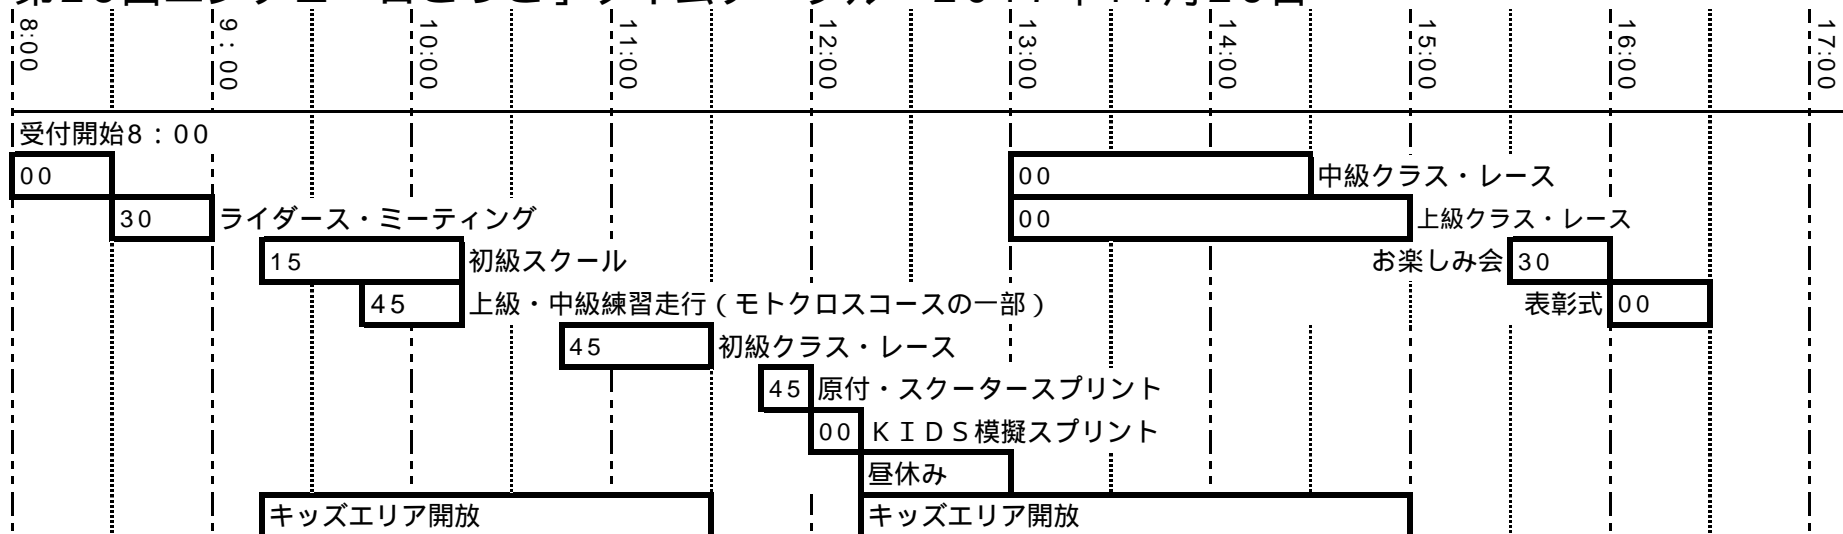 8:00 9:00 10:00 11:00 12:00 13:00 14:00 15:00 16:00 17:00
受付開始8：00
00 00 中級クラス・レース
30 ライダース・ミーティング 00 上級クラス・レース
15 初級スクール お楽しみ会 30
45 上級・中級練習走行（モトクロスコースの一部） 表彰式 00
45 初級クラス・レース
45 原付・スクータースプリント
00 ＫＩＤＳ模擬スプリント
昼休み
キッズエリア開放 キッズエリア開放